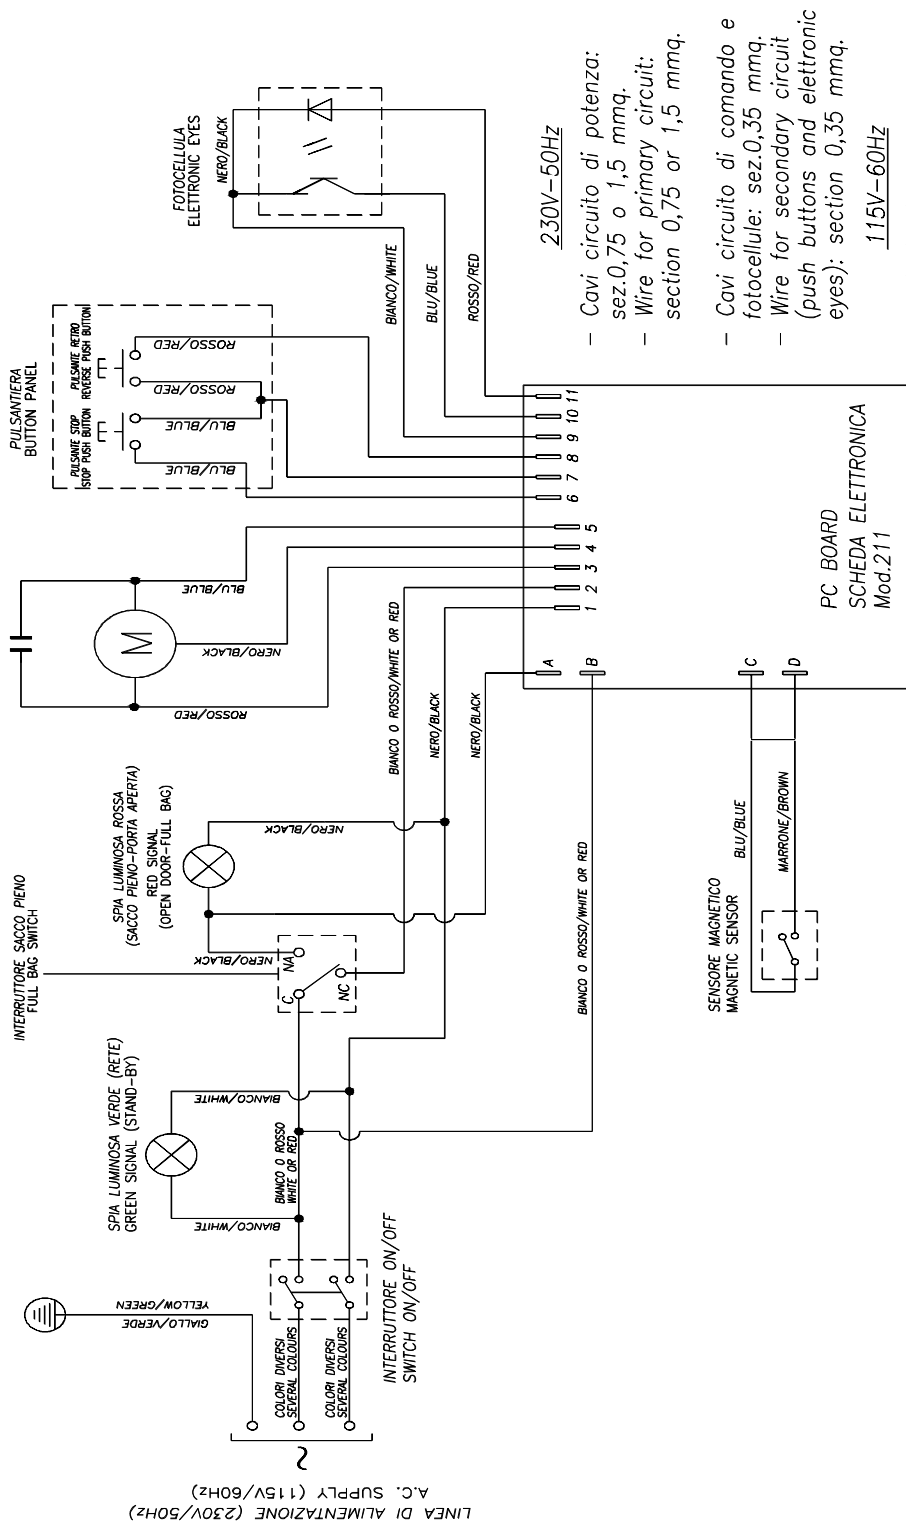 LINEA DI ALIMENTAZIONE (230V/50Hz)
A.C. SUPPLY (115V/60Hz)
~
COLORI DIVERSI
SEVERAL COLOURS
COLORI DIVERSI
SEVERAL COLOURS
GIALLO/VERDE
YELLOW/GREEN
INTERRUTTORE ON/OFF
SWITCH ON/OFF
SPIA LUMINOSA VERDE (RETE)
GREEN SIGNAL (STAND-BY)
BIANCO/WHITE
BIANCO/WHITE
BIANCO O ROSSO
WHITE OR RED
INTERRUTTORE SACCO PIENO
FULL BAG SWITCH
C
NA
NC
NERO/BLACK
SPIA LUMINOSA ROSSA
(SACCO PIENO-PORTA APERTA)
RED SIGNAL
(OPEN DOOR-FULL BAG)
NERO/BLACK
BIANCO O ROSSO/WHITE OR RED
NERO/BLACK
NERO/BLACK
BIANCO O ROSSO/WHITE OR RED
M
ROSSO/RED
NERO/BLACK
BLU/BLUE
PULSANTIERA
BUTTON PANEL
PULSANTE STOP
STOP PUSH BUTTON
PULSANTE RETRO
REVERSE PUSH BUTTON
BLU/BLUE
BLU/BLUE
ROSSO/RED
ROSSO/RED
FOTOCELLULA
ELETTRONIC EYES
NERO/BLACK
BIANCO/WHITE
BLU/BLUE
ROSSO/RED
1
2
3
4
5
6
7
8
9
10
11
A
B
C
D
PC BOARD
SCHEDA ELETTRONICA
Mod.211
SENSORE MAGNETICO
MAGNETIC SENSOR
BLU/BLUE
MARRONE/BROWN
230V-50Hz
- Cavi circuito di potenza:
sez.0,75 o 1,5 mmq.
- Wire for primary circuit:
section 0,75 or 1,5 mmq.
- Cavi circuito di comando e
fotocellule: sez.0,35 mmq.
- Wire for secondary circuit
(push buttons and elettronic
eyes): section 0,35 mmq.
115V-60Hz